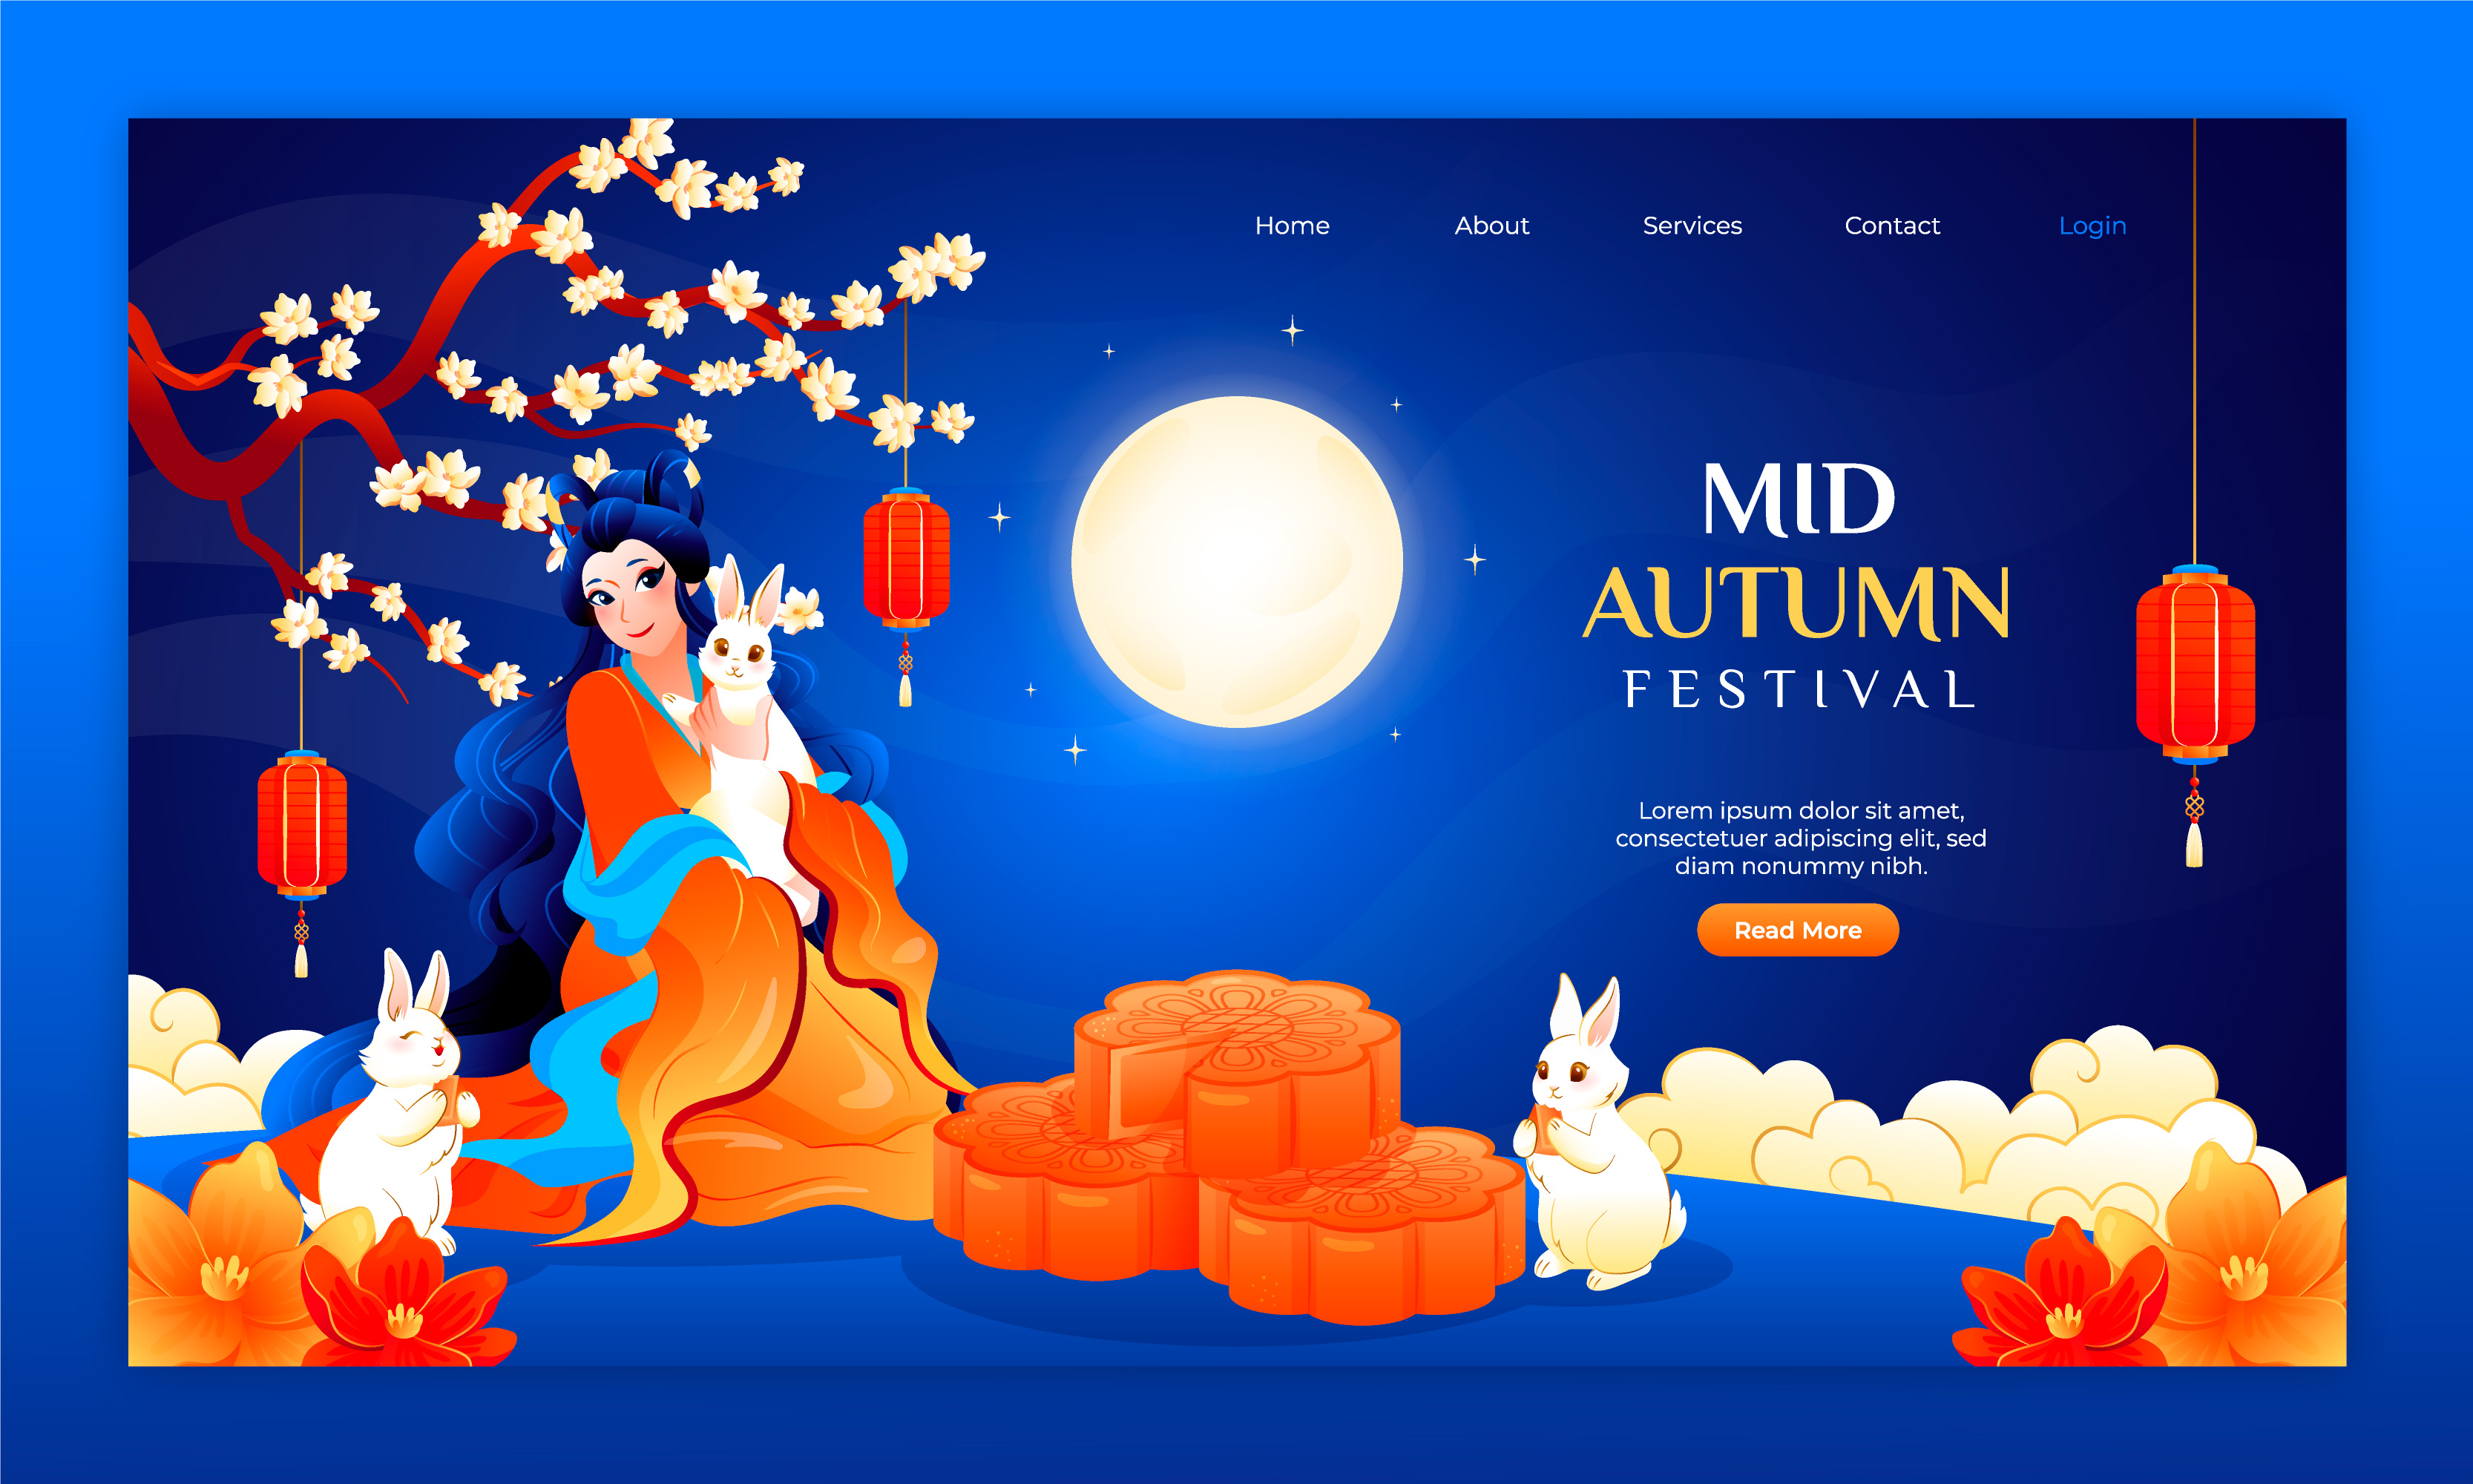 Home About Services Contact Login
MID
AUTUMN
FESTIVAL
Lorem ipsum dolor sit amet,
consectetuer adipiscing elit, sed
diam nonummy nibh.
Read More